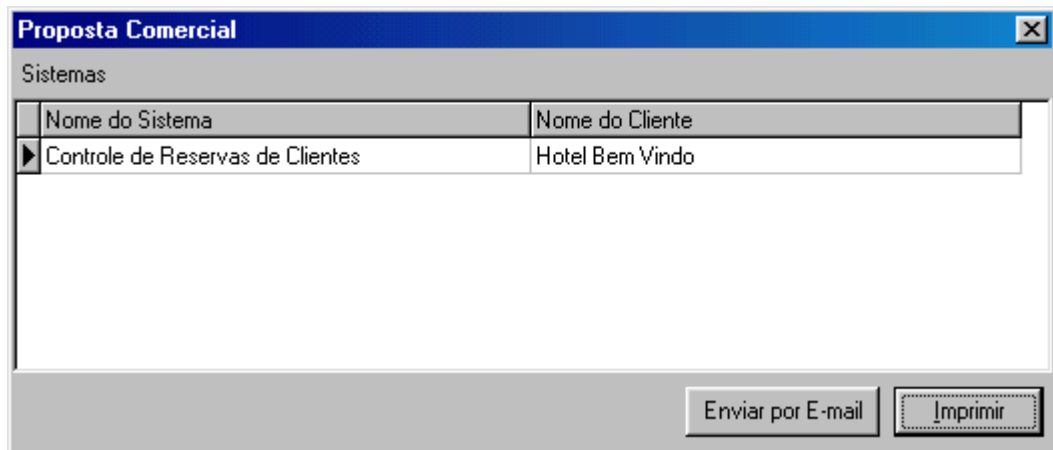 Proposta Comercial
Sistemas
Nome do Sistema Nome do Cliente
Controle de Reservas de Clientes Hotel Bem Vindo
Enviar por E-mail Imprimir